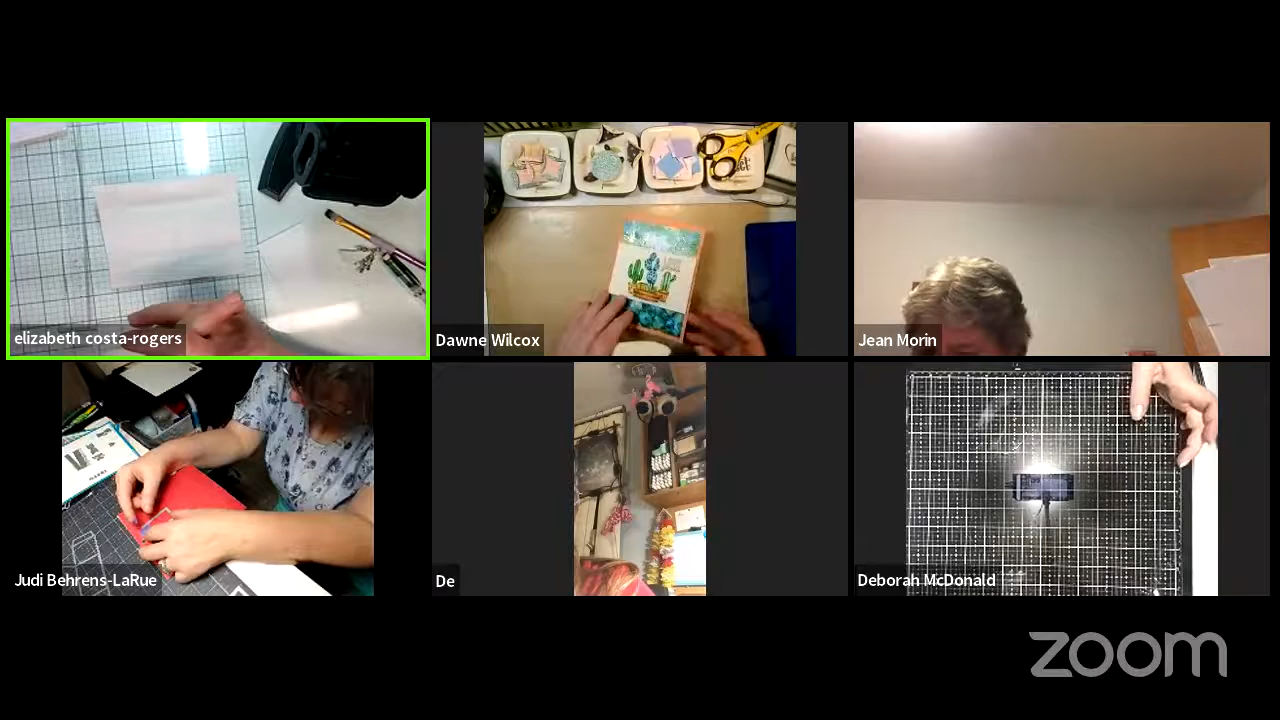 elizabeth costa-rogers
Dawne Wilcox
Jean Morin
Judi Behrens-LaRue
De
Deborah McDonald
zoom